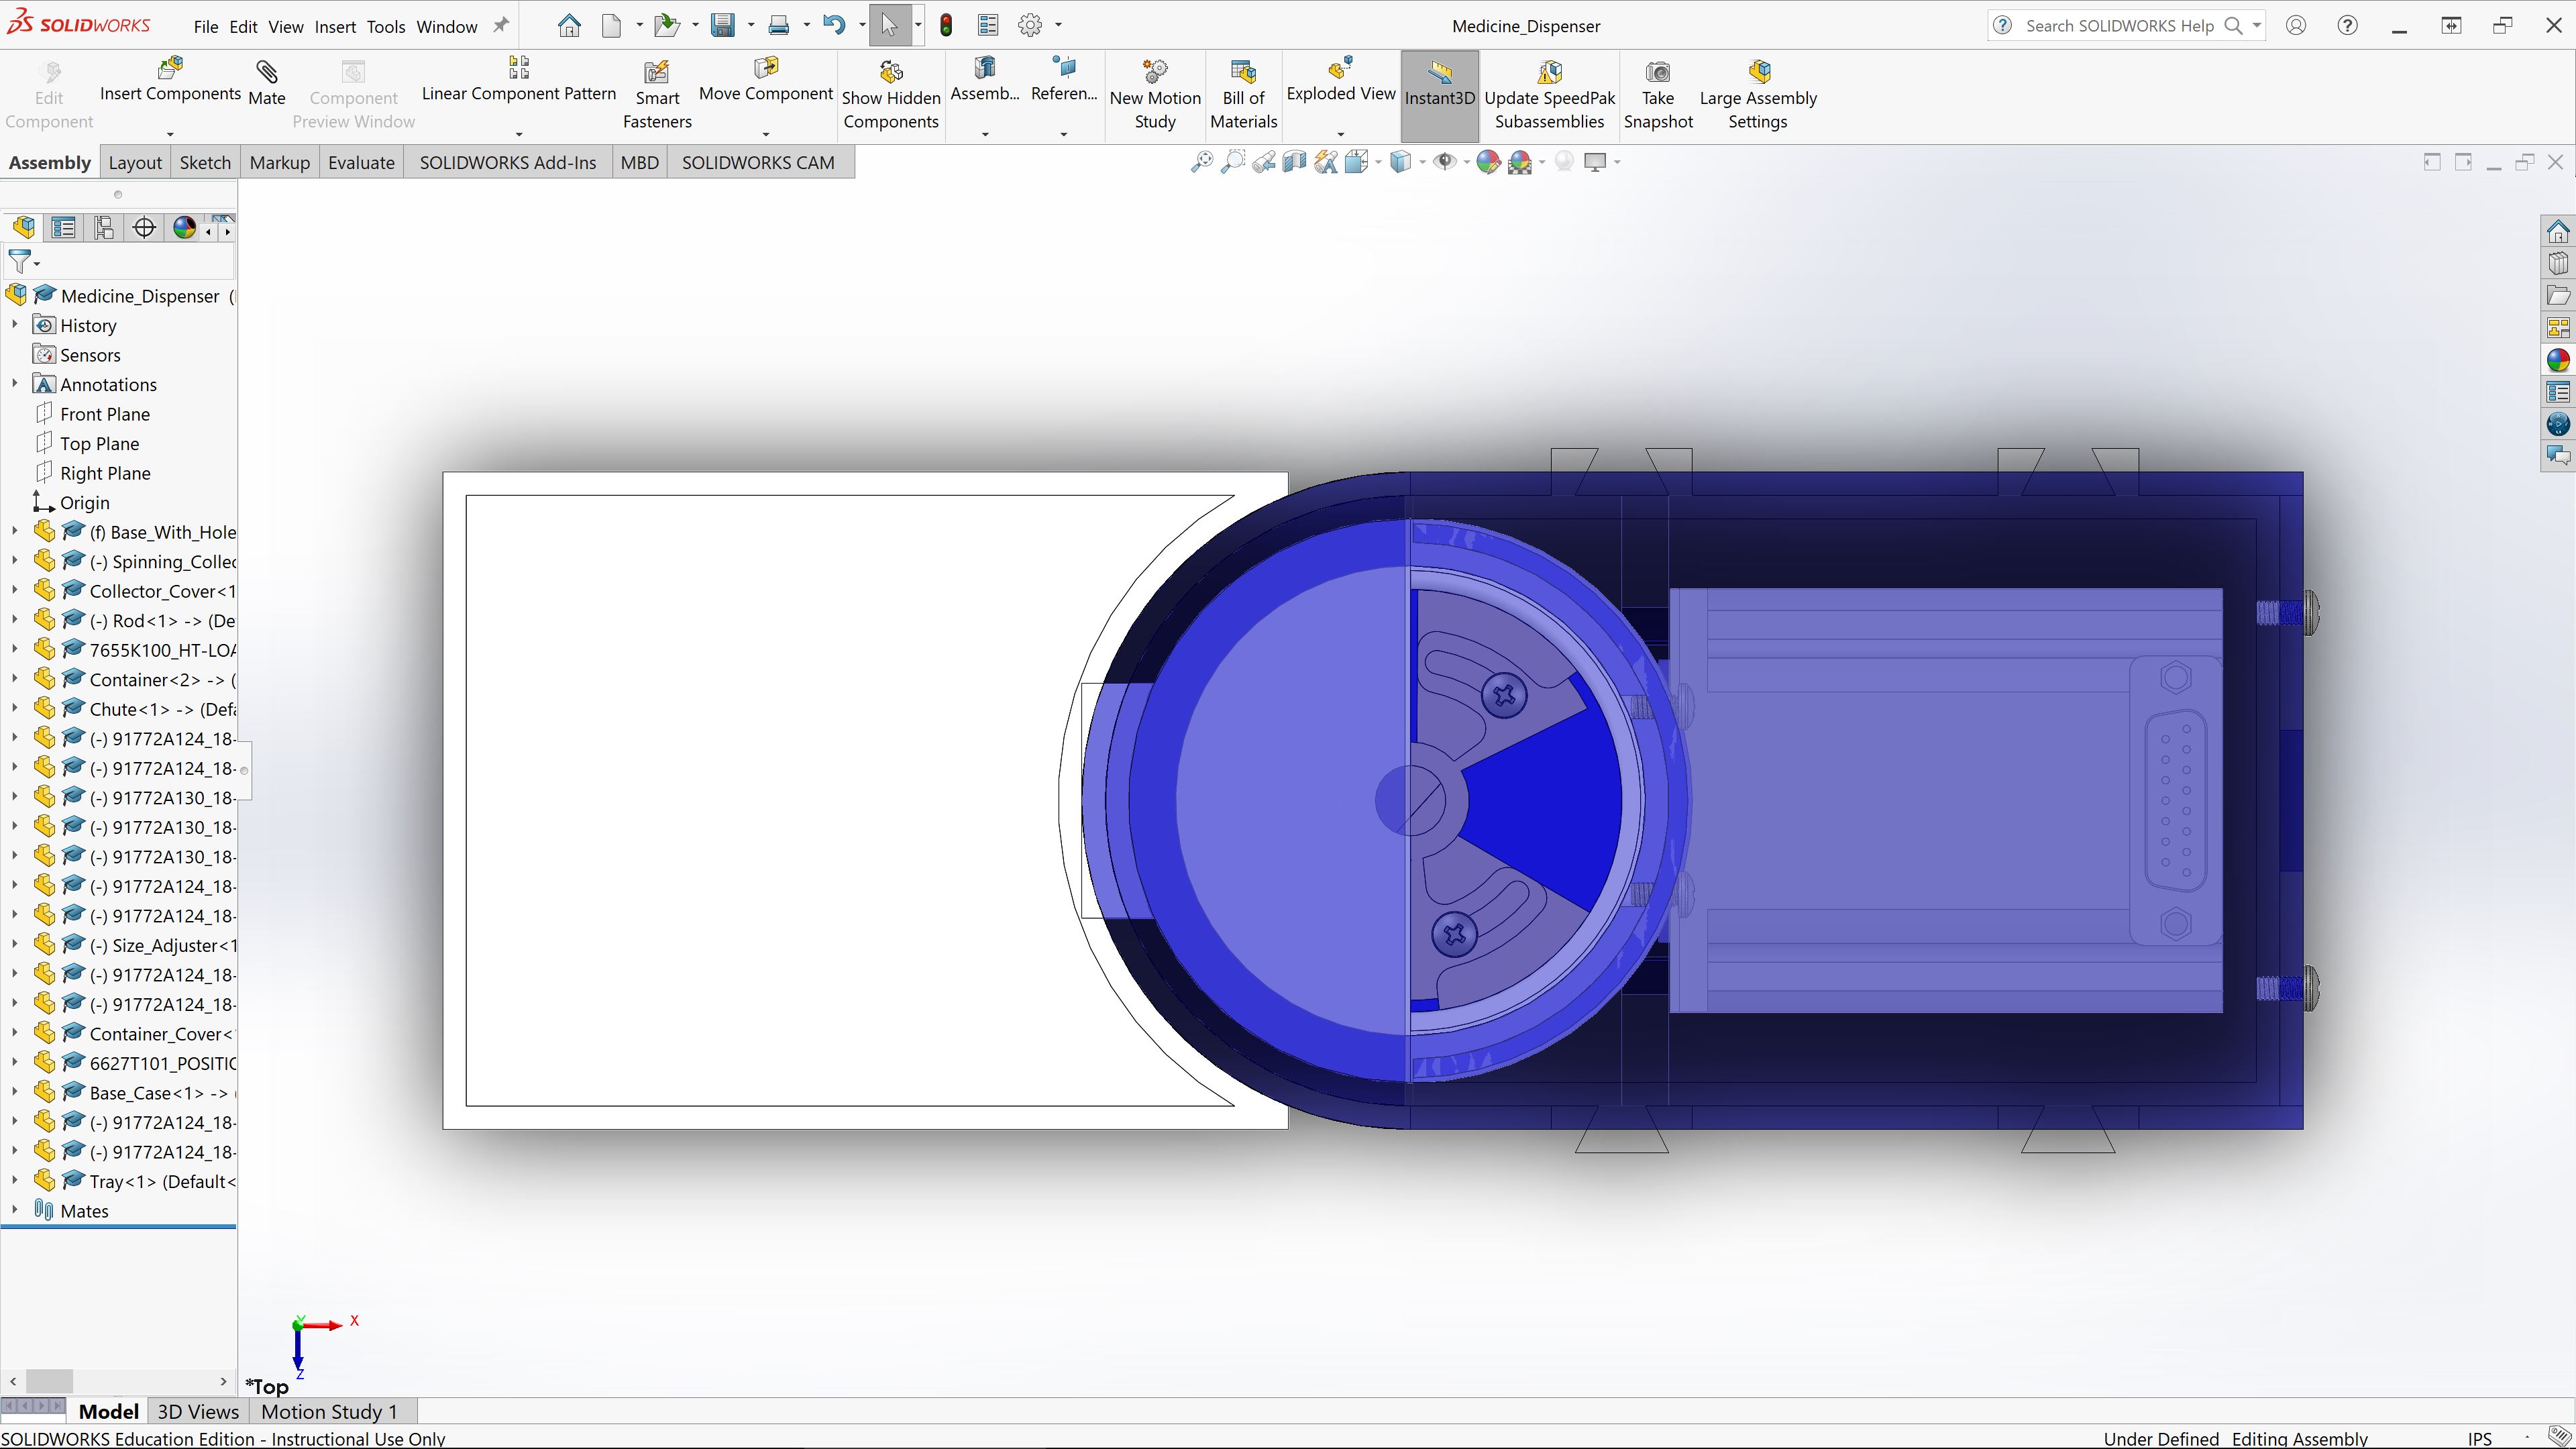 SOLIDWORKS File Edit View Insert Tools Window Medicine_Dispenser Search SOLIDWORKS Help
Edit Component Insert Components Mate Component Preview Window Linear Component Pattern Smart Fasteners Move Component Show Hidden Components Assemb... Referen... New Motion Study Bill of Materials Exploded View Instant3D Update SpeedPak Subassemblies Take Snapshot Large Assembly Settings
Assembly Layout Sketch Markup Evaluate SOLIDWORKS Add-Ins MBD SOLIDWORKS CAM
Medicine_Dispenser (
History
Sensors
Annotations
Front Plane
Top Plane
Right Plane
Origin
(f) Base_With_Hole
(-) Spinning_Collec
Collector_Cover<1
(-) Rod<1> -> (De
7655K100_HT-LOA
Container<2> -> (
Chute<1> -> (Defa
(-) 91772A124_18-
(-) 91772A124_18-
(-) 91772A130_18-
(-) 91772A130_18-
(-) 91772A130_18-
(-) 91772A124_18-
(-) 91772A124_18-
(-) Size_Adjuster<1
(-) 91772A124_18-
(-) 91772A124_18-
Container_Cover<
6627T101_POSITIC
Base_Case<1> ->
(-) 91772A124_18-
(-) 91772A124_18-
Tray<1> (Default<
Mates
Y X
Z
*Top
Model 3D Views Motion Study 1
SOLIDWORKS Education Edition - Instructional Use Only Under Defined Editing Assembly IPS